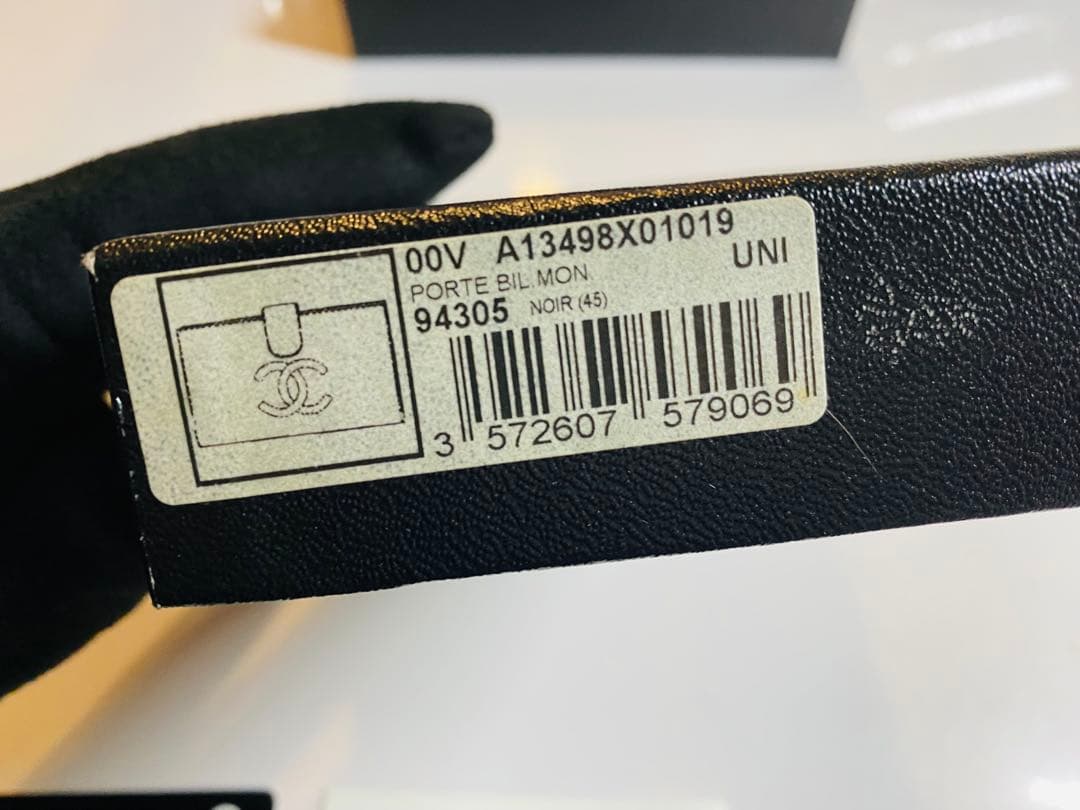 00V A13498X01019
PORTE BIL.MON UNI
94305 NOIR (45)
3 572607 579069